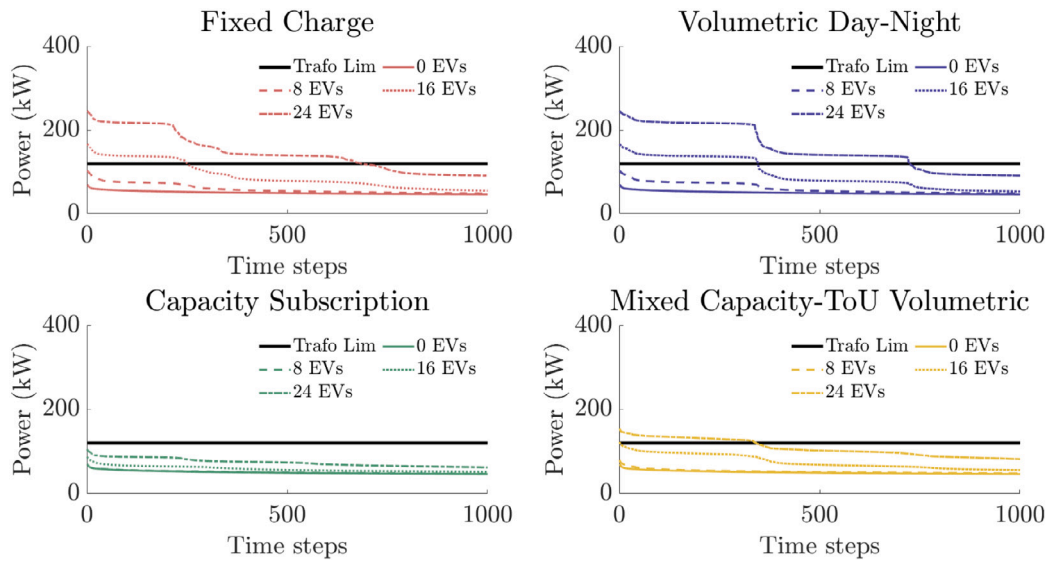 Fixed Charge
400
200
0
Power (kW)
Trafo Lim
0 EVs
8 EVs
16 EVs
24 EVs
0
500
1000
Time steps
Volumetric Day-Night
400
200
0
Power (kW)
Trafo Lim
0 EVs
8 EVs
16 EVs
24 EVs
0
500
1000
Time steps
Capacity Subscription
400
200
0
Power (kW)
Trafo Lim
0 EVs
8 EVs
16 EVs
24 EVs
0
500
1000
Time steps
Mixed Capacity-ToU Volumetric
400
200
0
Power (kW)
Trafo Lim
0 EVs
8 EVs
16 EVs
24 EVs
0
500
1000
Time steps